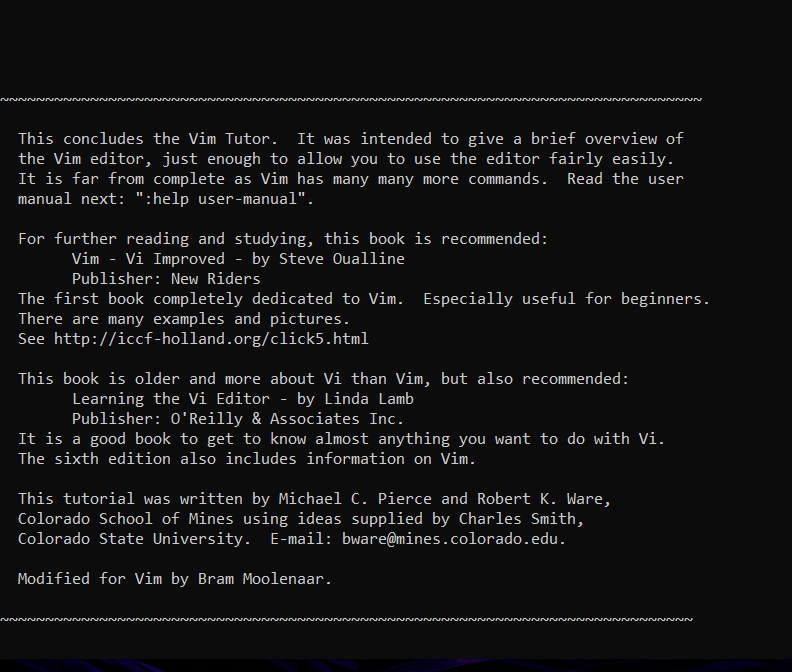 ~~~~~~~~~~~~~~~~~~~~~~~~~~~~~~~~~~~~~~~~~~~~~~~~~~~~~~~~~~~~~~~~~~~~~~~~~~~~~~
This concludes the Vim Tutor.  It was intended to give a brief overview of
the Vim editor, just enough to allow you to use the editor fairly easily.
It is far from complete as Vim has many many more commands.  Read the user
manual next: ":help user-manual".
For further reading and studying, this book is recommended:
Vim - Vi Improved - by Steve Oualline
Publisher: New Riders
The first book completely dedicated to Vim.  Especially useful for beginners.
There are many examples and pictures.
See http://iccf-holland.org/click5.html
This book is older and more about Vi than Vim, but also recommended:
Learning the Vi Editor - by Linda Lamb
Publisher: O'Reilly & Associates Inc.
It is a good book to get to know almost anything you want to do with Vi.
The sixth edition also includes information on Vim.
This tutorial was written by Michael C. Pierce and Robert K. Ware,
Colorado School of Mines using ideas supplied by Charles Smith,
Colorado State University.  E-mail: bware@mines.colorado.edu.
Modified for Vim by Bram Moolenaar.
~~~~~~~~~~~~~~~~~~~~~~~~~~~~~~~~~~~~~~~~~~~~~~~~~~~~~~~~~~~~~~~~~~~~~~~~~~~~~